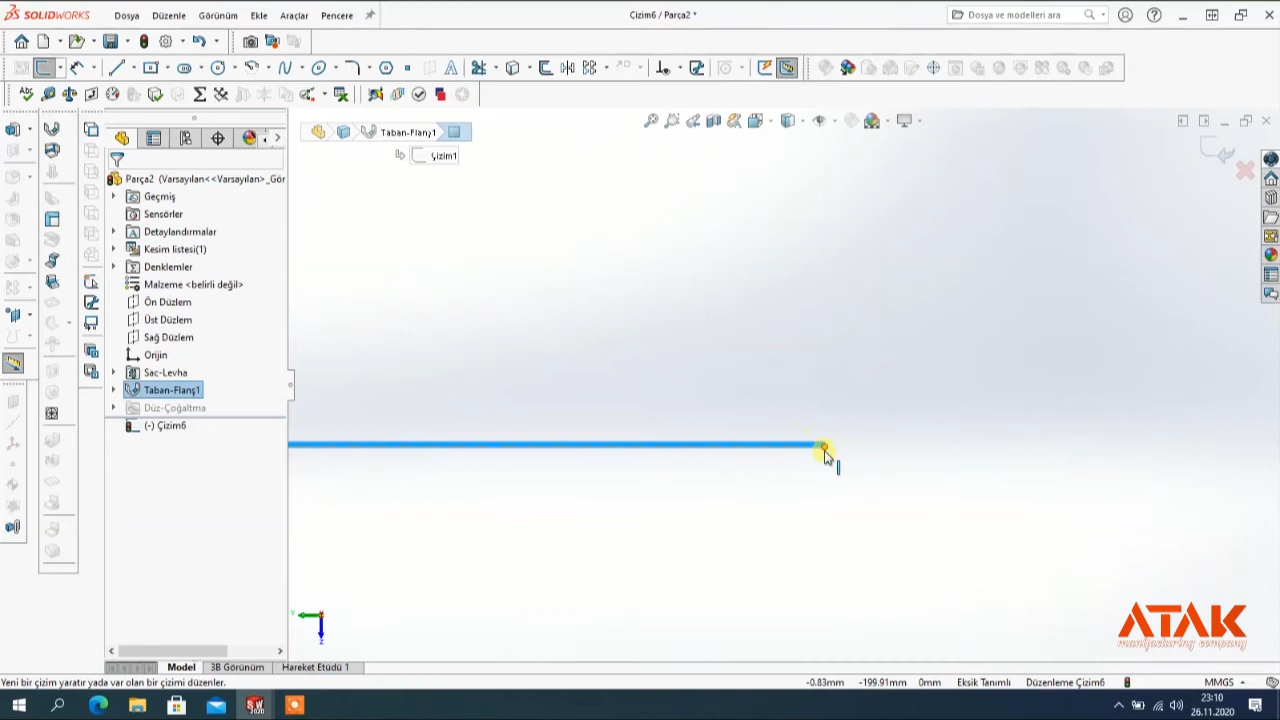 SOLIDWORKS
Dosya
Düzenle
Görünüm
Ekle
Araçlar
Pencere
Çizim6 / Parça2 *
Dosya ve modelleri ara
Taban-Flanş1
Çizim1
Parça2 (Varsayılan<<Varsayılan>_Gör
Geçmiş
Sensörler
Detaylandırmalar
Kesim listesi(1)
Denklemler
Malzeme <belirli değil>
Ön Düzlem
Üst Düzlem
Sağ Düzlem
Orijin
Sac-Levha
Taban-Flanş1
Düz-Çoğaltma
(-) Çizim6
Y
Z
ATAK
manifacturing company
Model
3B Görünüm
Hareket Etüdü 1
Yeni bir çizim yaratır yada var olan bir çizimi düzenler.
-0.83mm
-199.91mm
0mm
Eksik Tanımlı
Düzenleme Çizim6
MMGS
23:10
26.11.2020